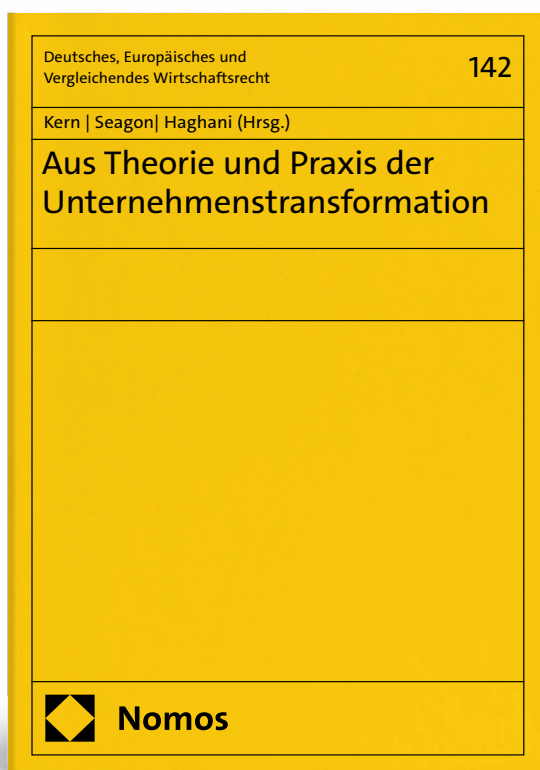 Deutsches, Europäisches und
Vergleichendes Wirtschaftsrecht
142
Kern | Seagon| Haghani (Hrsg.)
Aus Theorie und Praxis der
Unternehmenstransformation
Nomos